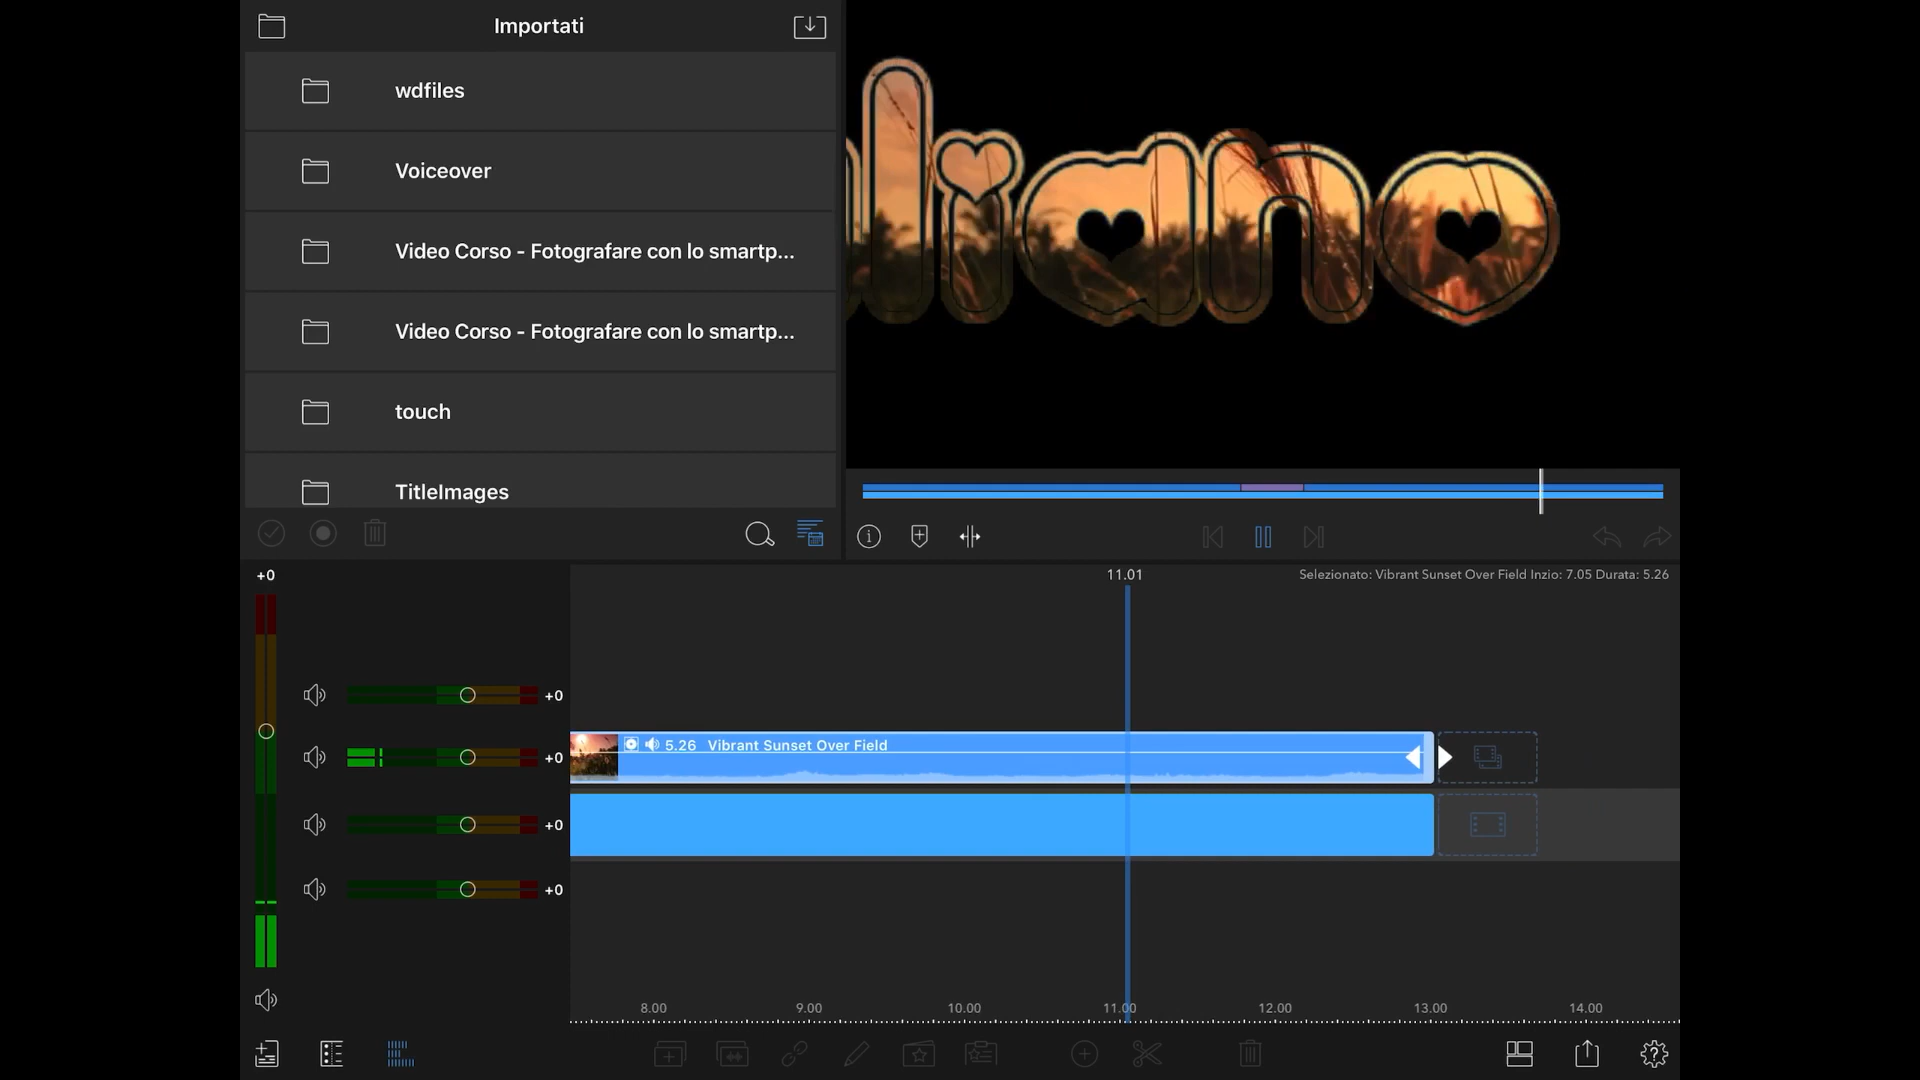 Importati
wdfiles
Voiceover
Video Corso - Fotografare con lo smartp...
Video Corso - Fotografare con lo smartp...
touch
TitleImages
liano
+0
11.01
Selezionato: Vibrant Sunset Over Field Inzio: 7.05 Durata: 5.26
+0
5.26 Vibrant Sunset Over Field
+0
+0
+0
8.00 9.00 10.00 11.00 12.00 13.00 14.00